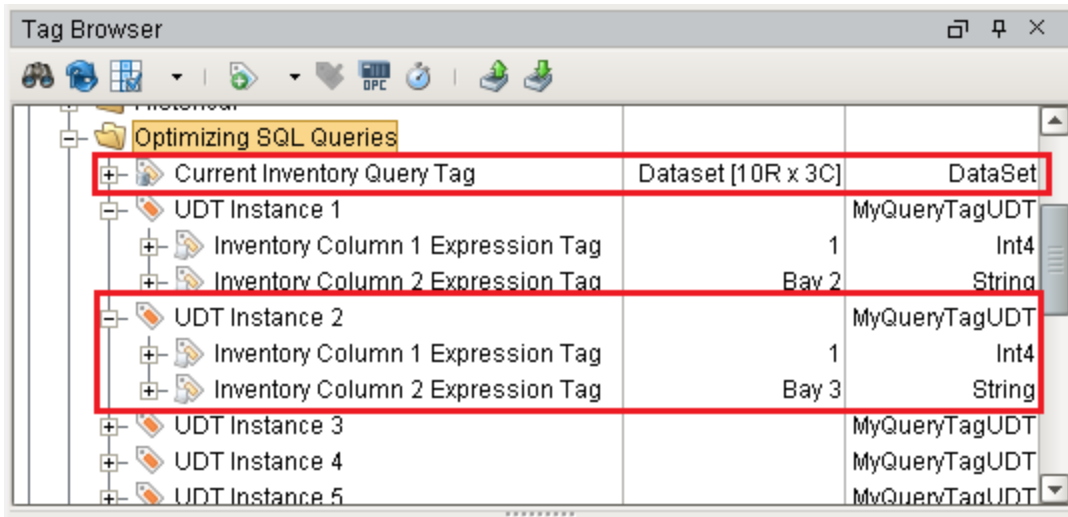 Tag Browser
OPC
Historical
Optimizing SQL Queries
Current Inventory Query Tag Dataset [10R x 3C] DataSet
UDT Instance 1 MyQueryTagUDT
Inventory Column 1 Expression Tag 1 Int4
Inventory Column 2 Expression Tag Bay 2 String
UDT Instance 2 MyQueryTagUDT
Inventory Column 1 Expression Tag 1 Int4
Inventory Column 2 Expression Tag Bay 3 String
UDT Instance 3 MyQueryTagUDT
UDT Instance 4 MyQueryTagUDT
UDT Instance 5 MyQueryTagUDT